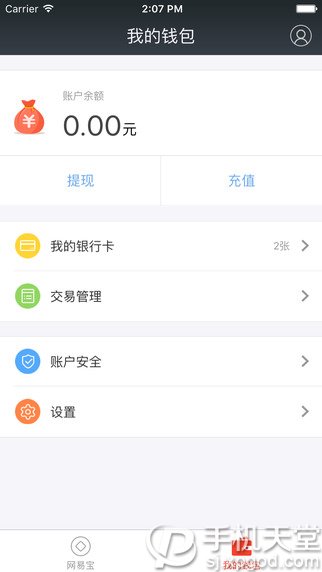 Carrier 2:07 PM
我的钱包
账户余额
0.00元
提现 充值
我的银行卡 2张
交易管理
账户安全
设置
网易宝
手机天堂